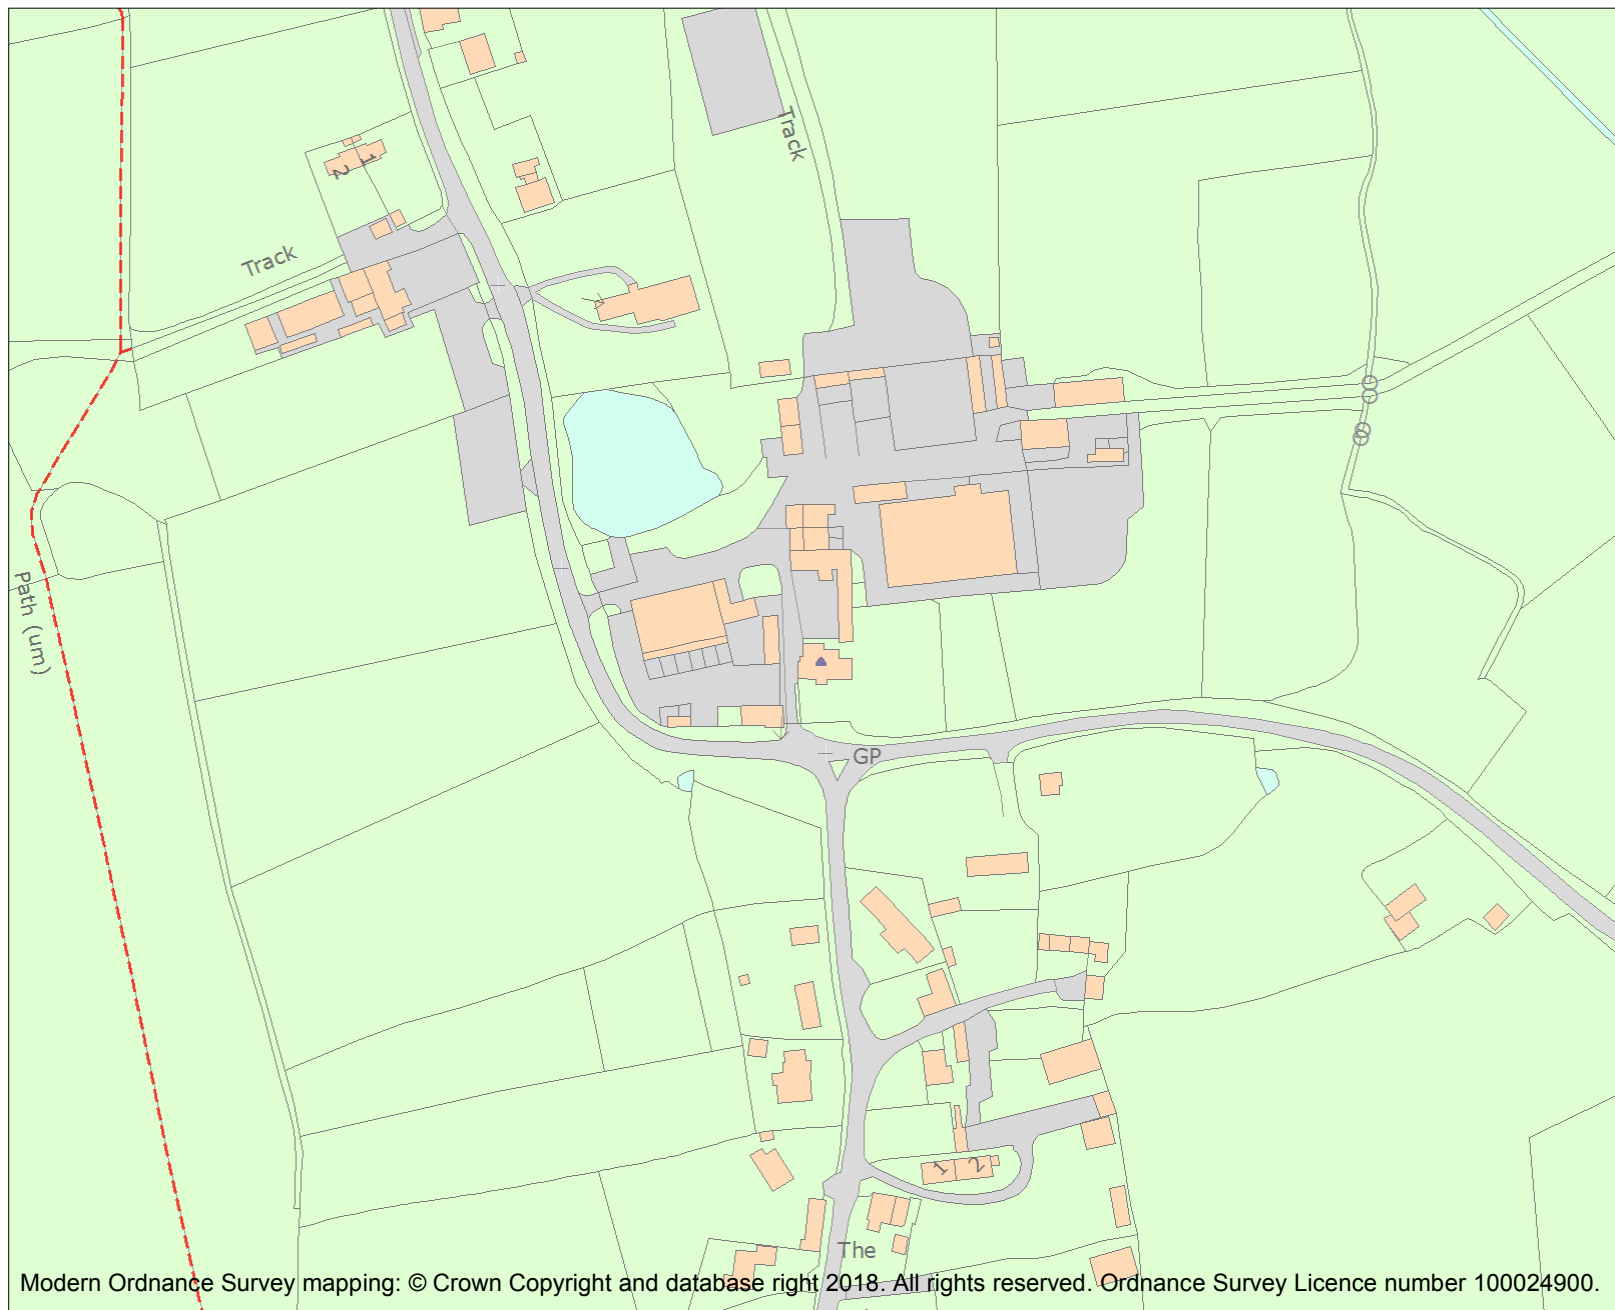 Track
1
2
Track
Path (um)
GP
1
2
The
Modern Ordnance Survey mapping: © Crown Copyright and database right 2018. All rights reserved. Ordnance Survey Licence number 100024900.